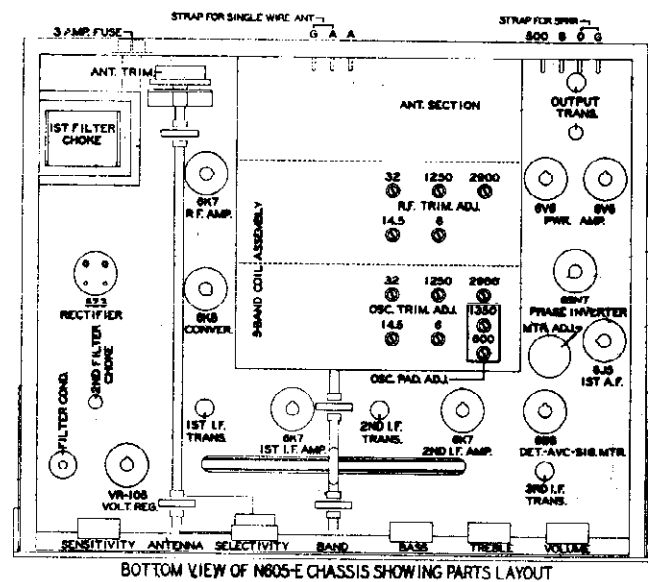 STRAP FOR SINGLE WIRE ANT
STRAP FOR SPKR
3 AMP. FUSE
G A A
500 8 0 G
ANT. TRIM.
ANT. SECTION
OUTPUT
TRANS.
1ST FILTER
CHOKE
6K7
R.F. AMP.
32 1250 2900
R.F. TRIM. ADJ.
14.5 6
6V6 6V6
PWR. AMP.
5-BAND COIL ASSEMBLY
5Z3
RECTIFIER
6K8
CONVER.
32 1250 2900
OSC. TRIM. ADJ.
1350
14.5 6
600
OSC. PAD. ADJ.
6SN7
PHASE INVERTER
MTR. ADJ.
6J5
1ST A.F.
2ND FILTER
CHOKE
FILTER COND.
1ST I.F.
TRANS.
6K7
1ST I.F. AMP.
2ND I.F.
TRANS.
6K7
2ND I.F. AMP.
DET.-AVC-SIG. MTR.
VR-105
VOLT. REG.
3RD I.F.
TRANS.
SENSITIVITY ANTENNA SELECTIVITY BAND BASS TREBLE VOLUME
BOTTOM VIEW OF N605-E CHASSIS SHOWING PARTS LAYOUT